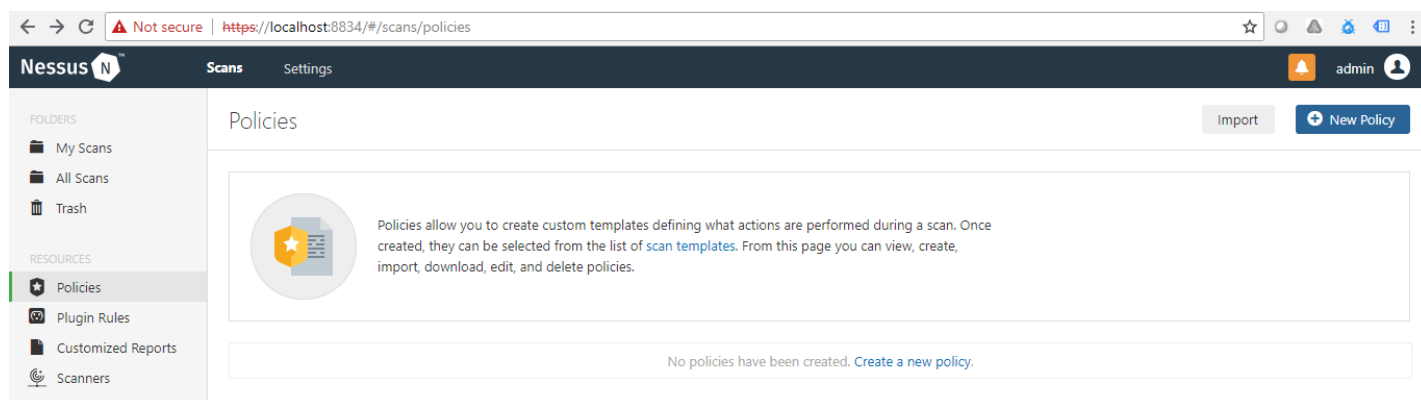 Not secure | https://localhost:8834/#/scans/policies
Nessus N™ Scans Settings admin
FOLDERS
My Scans
All Scans
Trash
RESOURCES
Policies
Plugin Rules
Customized Reports
Scanners
Policies
Import
New Policy
Policies allow you to create custom templates defining what actions are performed during a scan. Once
created, they can be selected from the list of scan templates. From this page you can view, create,
import, download, edit, and delete policies.
No policies have been created. Create a new policy.